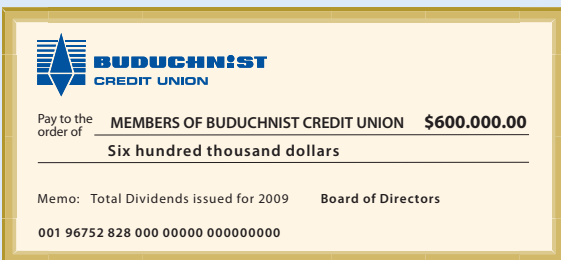 BUDUCHNIST
CREDIT UNION
Pay to the
order of MEMBERS OF BUDUCHNIST CREDIT UNION $600.000.00
Six hundred thousand dollars
Memo: Total Dividends issued for 2009 Board of Directors
001 96752 828 000 00000 000000000